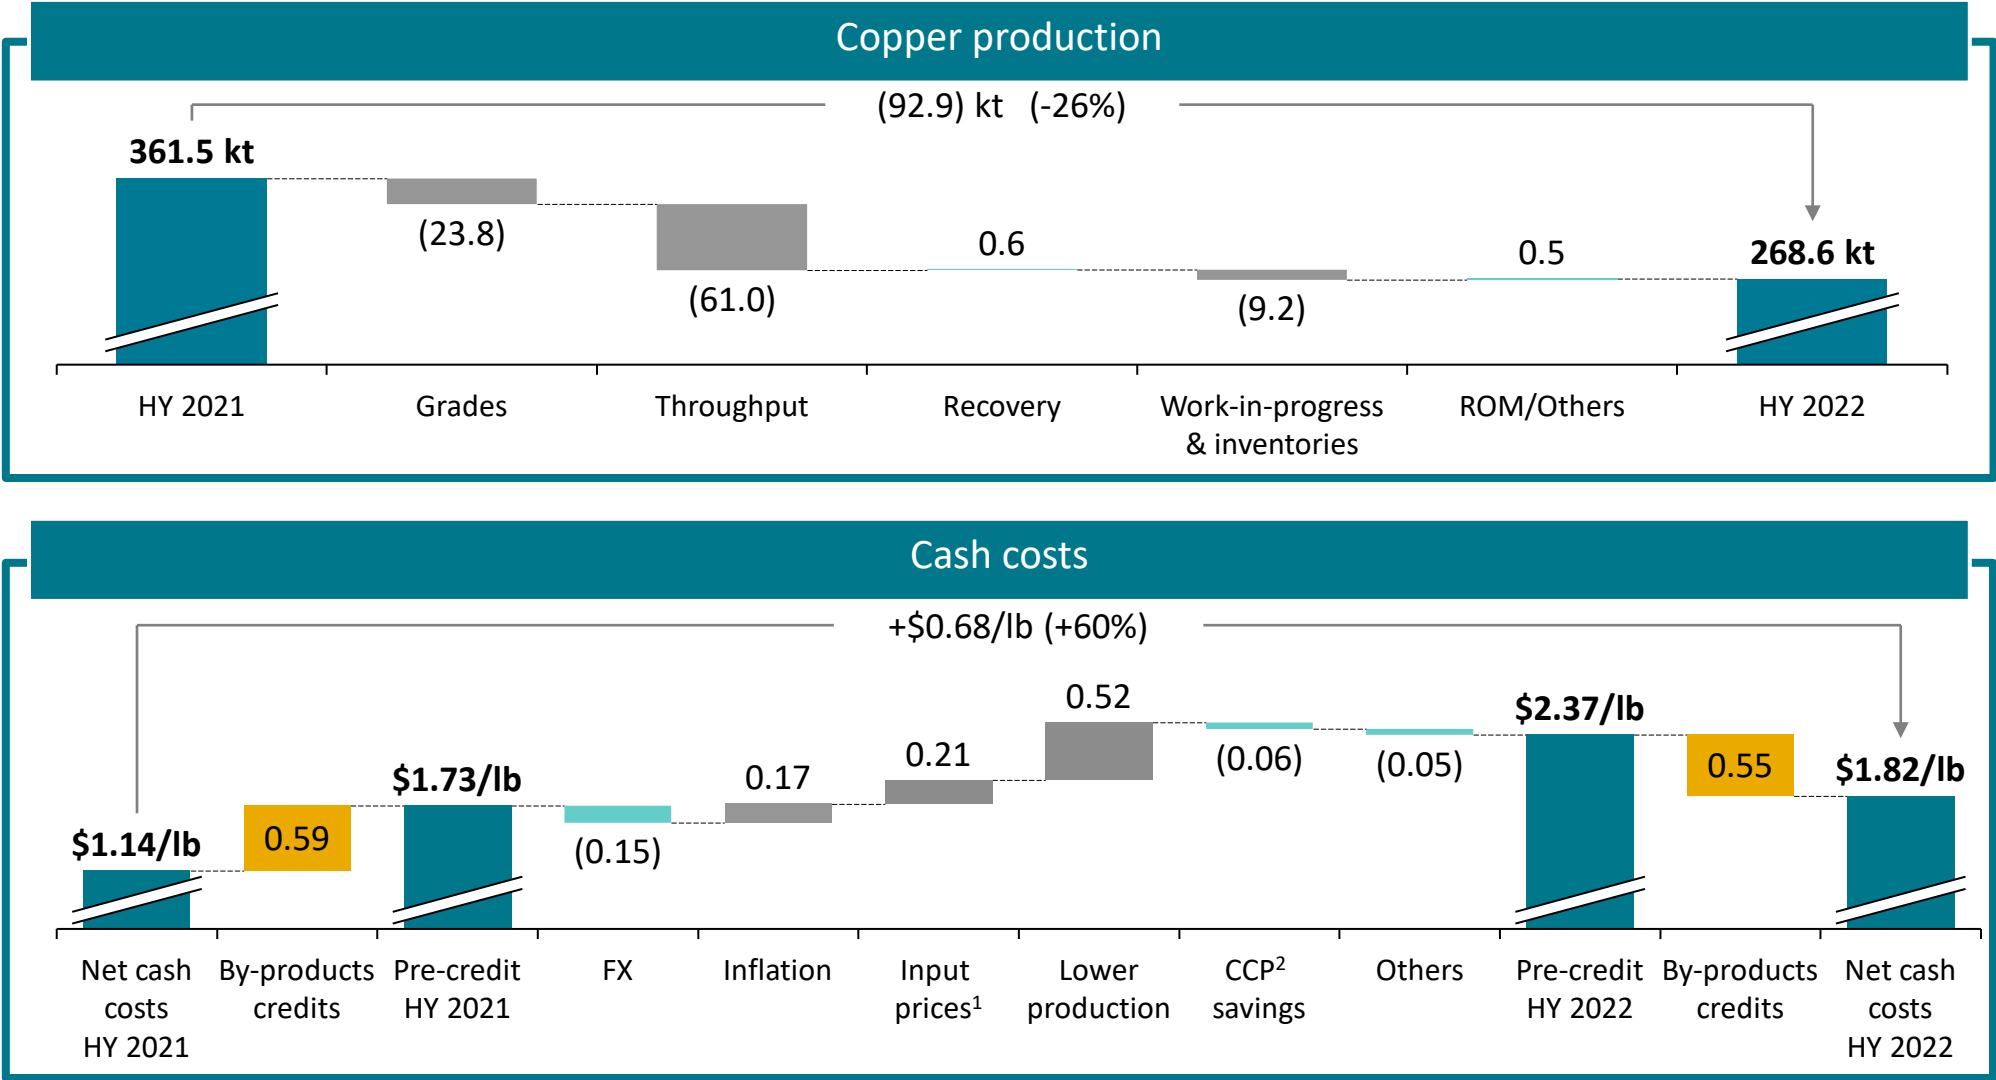 Copper production
(92.9) kt (-26%)
361.5 kt
(23.8)
(61.0)
0.6
(9.2)
0.5
268.6 kt
HY 2021
Grades
Throughput
Recovery
Work-in-progress
& inventories
ROM/Others
HY 2022
Cash costs
+$0.68/lb (+60%)
$1.14/lb
0.59
$1.73/lb
(0.15)
0.17
0.21
0.52
(0.06)
(0.05)
$2.37/lb
0.55
$1.82/lb
Net cash
costs
HY 2021
By-products
credits
Pre-credit
HY 2021
FX
Inflation
Input
prices¹
Lower
production
CCP²
savings
Others
Pre-credit
HY 2022
By-products
credits
Net cash
costs
HY 2022